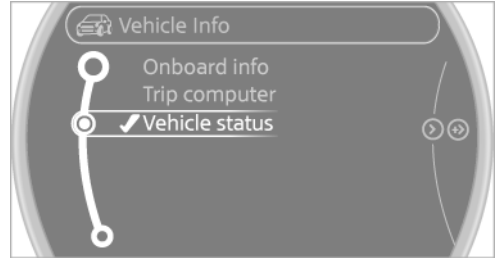 Vehicle Info
Onboard info
Trip computer
Vehicle status